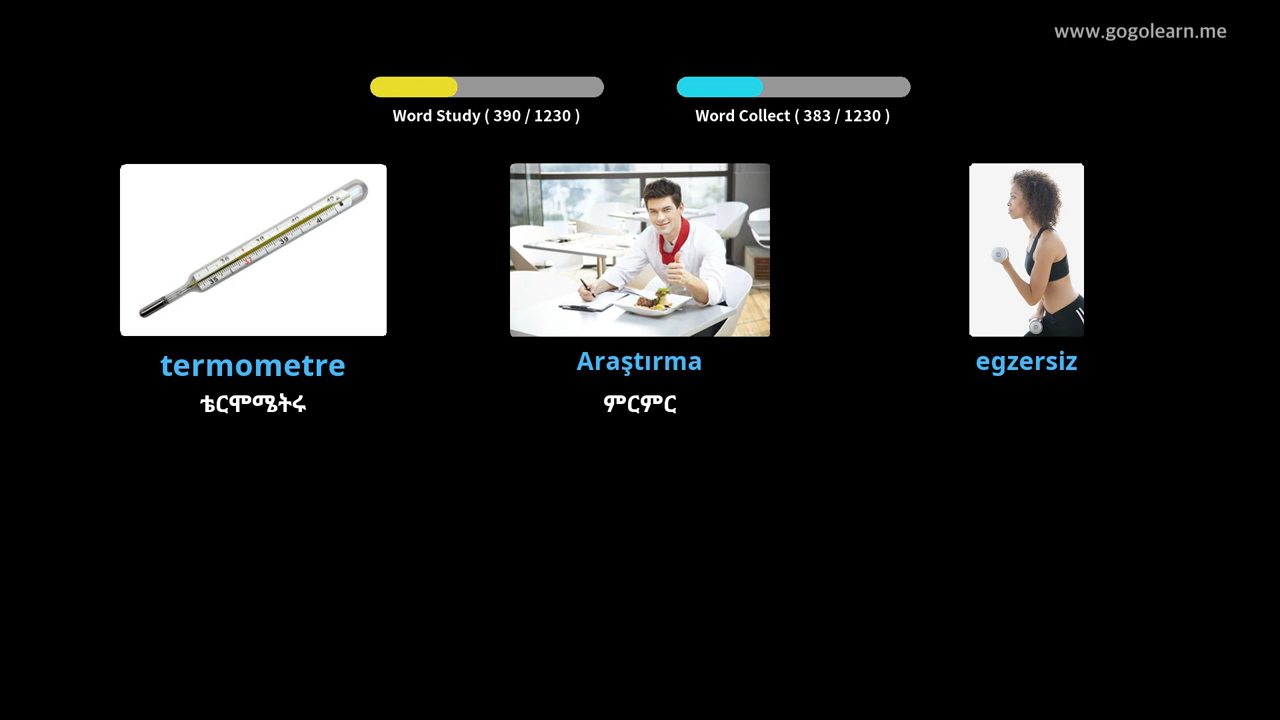 www.gogolearn.me
Word Study ( 390 / 1230 )
Word Collect ( 383 / 1230 )
termometre
Araştırma
egzersiz
ቴርሞሜትሩ
ምርምር